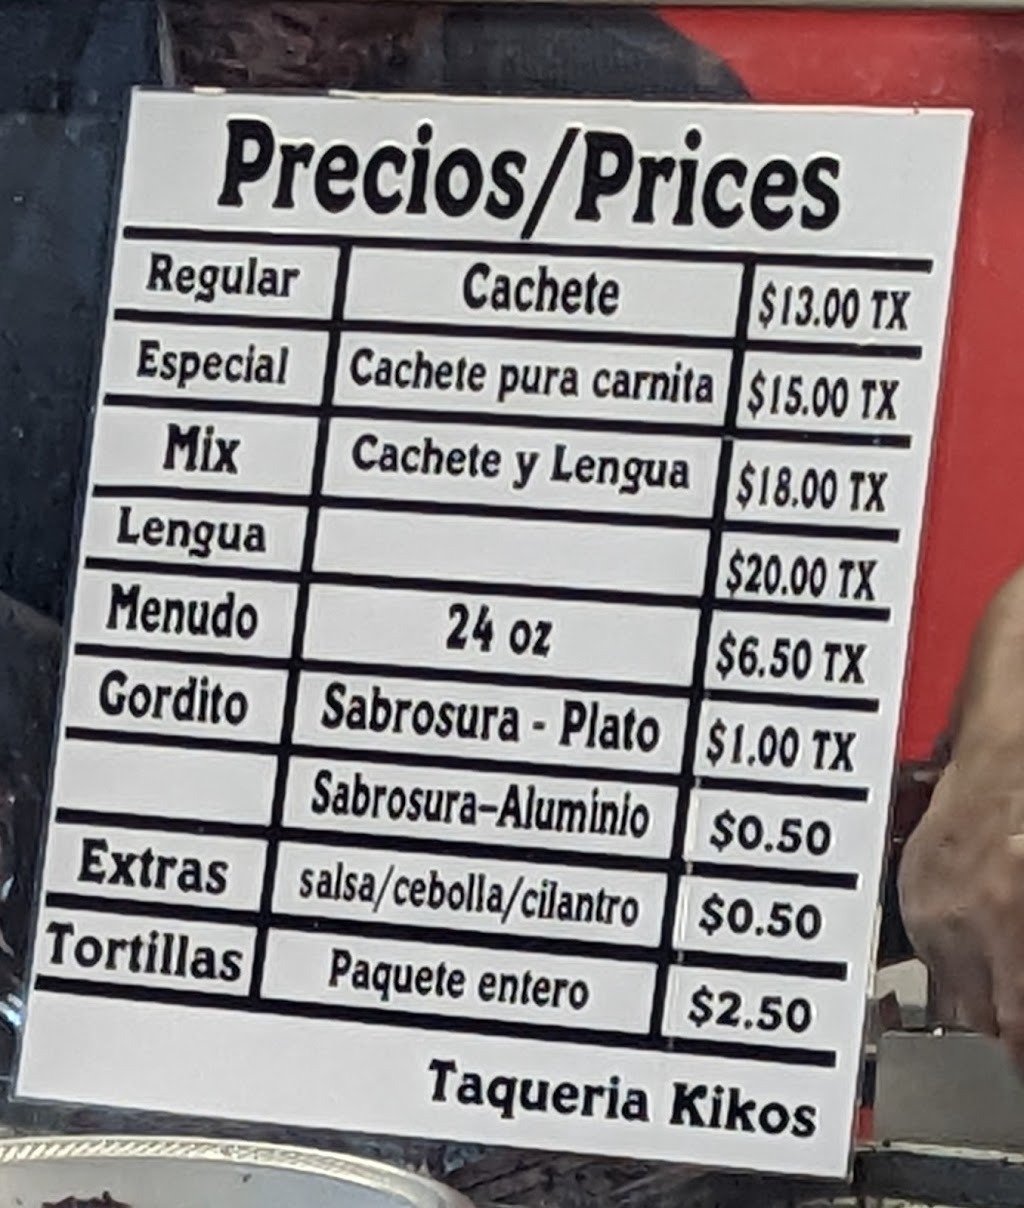 Precios/Prices
Regular Cachete $13.00 TX
Especial Cachete pura carnita $15.00 TX
Mix Cachete y Lengua $18.00 TX
Lengua $20.00 TX
Menudo 24 oz $6.50 TX
Gordito Sabrosura - Plato $1.00 TX
Sabrosura-Aluminio $0.50
Extras salsa/cebolla/cilantro $0.50
Tortillas Paquete entero $2.50
Taqueria Kikos